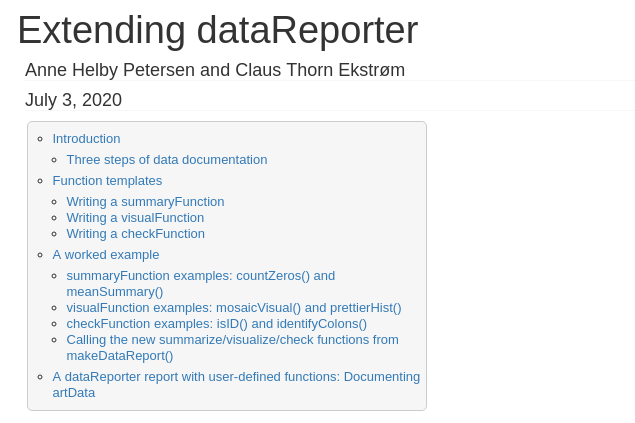 Extending dataReporter
Anne Helby Petersen and Claus Thorn Ekstrøm
July 3, 2020
Introduction
Three steps of data documentation
Function templates
Writing a summaryFunction
Writing a visualFunction
Writing a checkFunction
A worked example
summaryFunction examples: countZeros() and
meanSummary()
visualFunction examples: mosaicVisual() and prettierHist()
checkFunction examples: isID() and identifyColons()
Calling the new summarize/visualize/check functions from
makeDataReport()
A dataReporter report with user-defined functions: Documenting
artData